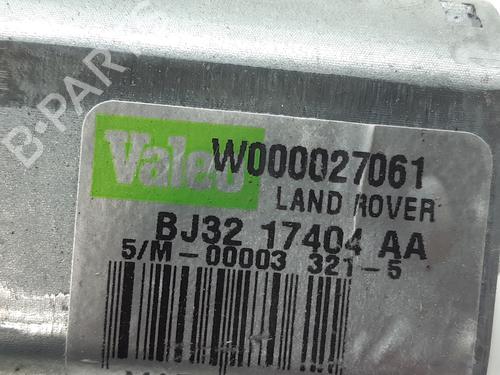 B-PARTS
Valeo W000027061
LAND ROVER
BJ32 17404 AA
5/M-00003 321-5